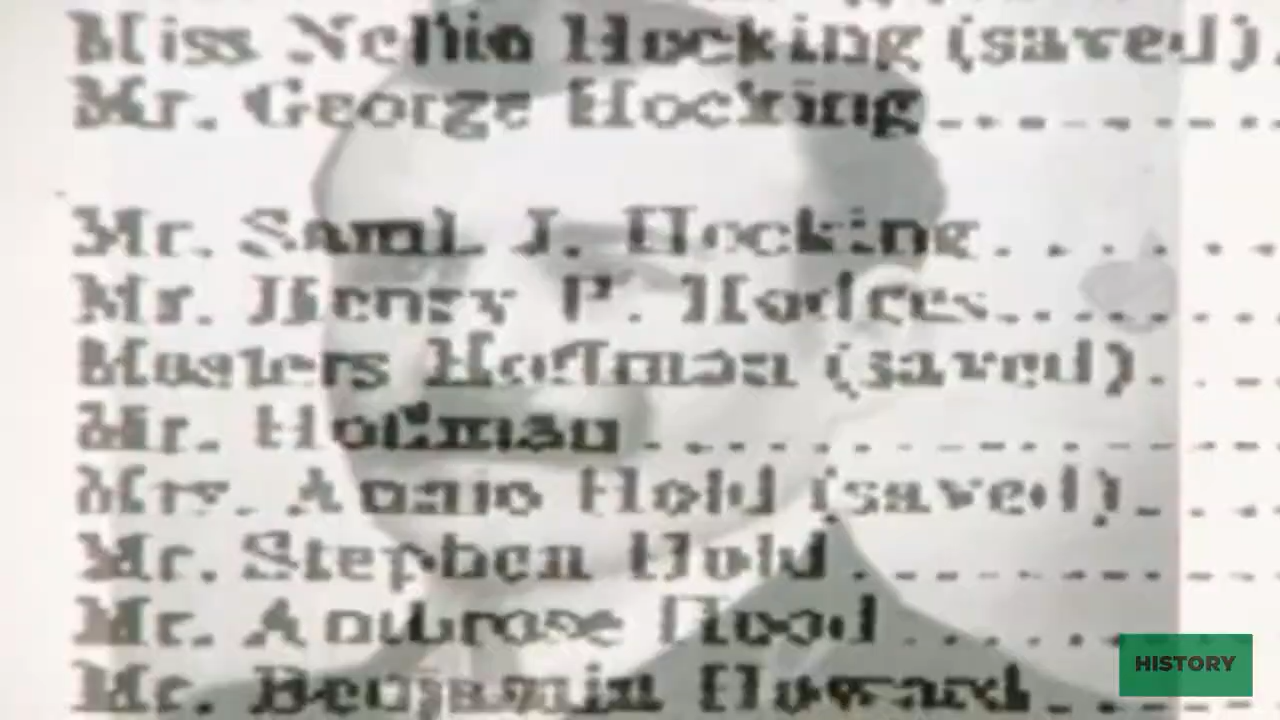 Miss Nellie Hocking (saved).
Mr. George Hocking
Mr. Saml. J. Hocking
Mr. Henry P. Hodges
Masters Hoffman (saved)
Mr. Hoffman
Mrs. Annie Hold (saved)
Mr. Stephen Hold
Mr. Ambrose Hood
Mr. Benjamin Howard
HISTORY